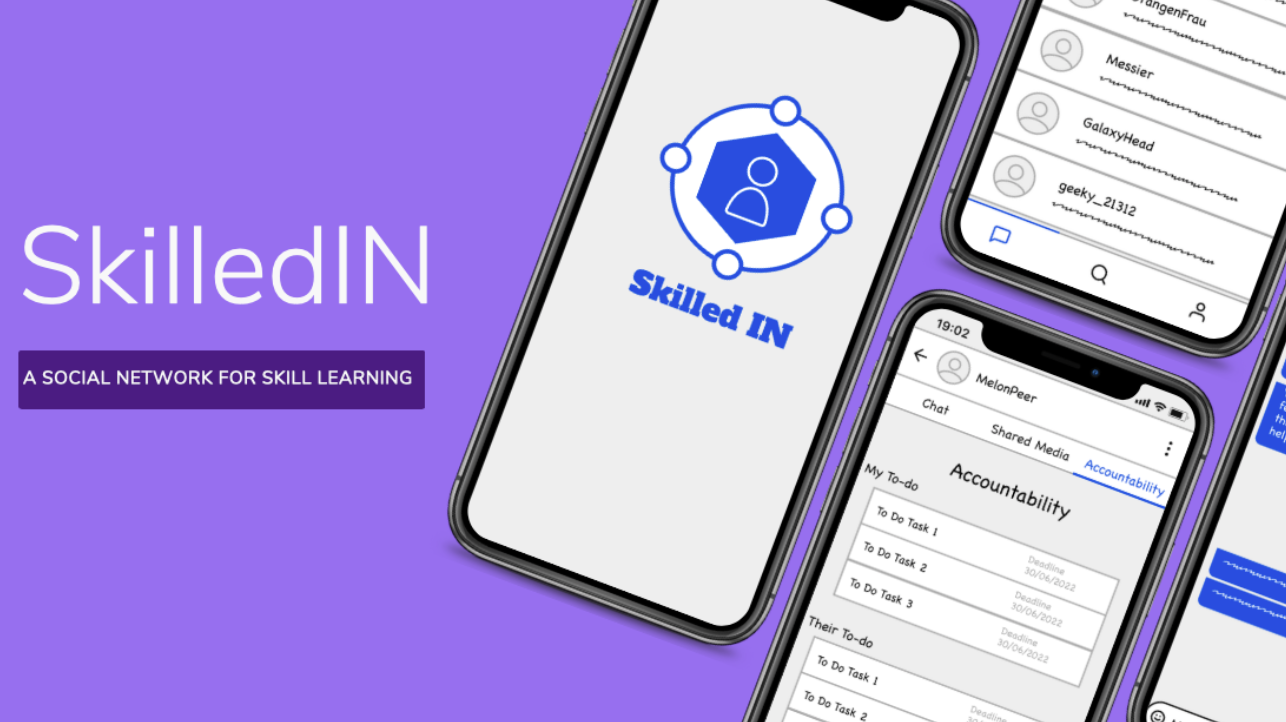 SkilledIN
A SOCIAL NETWORK FOR SKILL LEARNING
Skilled IN
Messier
GalaxyHead
geeky_21312
19:02
MelonPeer
Chat
Shared Media
Accountability
Accountability
My To-do
To Do Task 1
To Do Task 2
Deadline
30/06/2022
To Do Task 3
Deadline
30/06/2022
Deadline
30/06/2022
Their To-do
To Do Task 1
To Do Task 2
Deadline